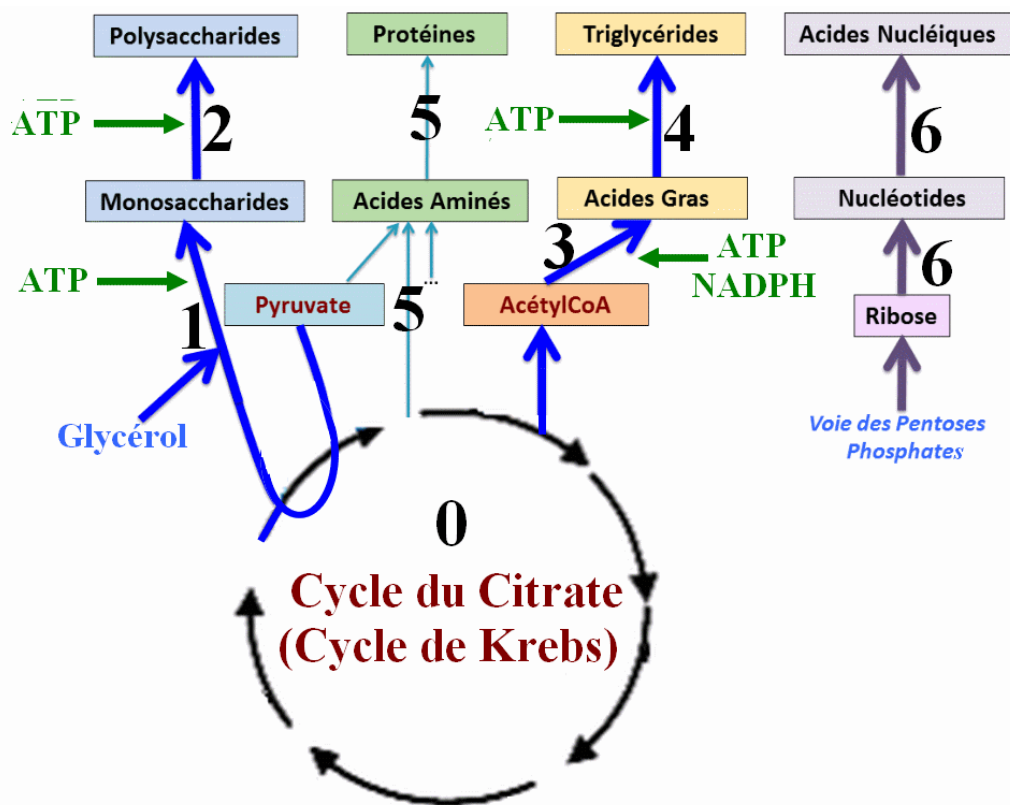 Polysaccharides
Protéines
Triglycérides
Acides Nucléiques
ATP
2
5
ATP
4
6
Monosaccharides
Acides Aminés
Acides Gras
Nucléotides
ATP
1
Pyruvate
5
...
3
ATP
NADPH
AcétylCoA
6
Ribose
Glycérol
Voie des Pentoses
Phosphates
0
Cycle du Citrate
(Cycle de Krebs)